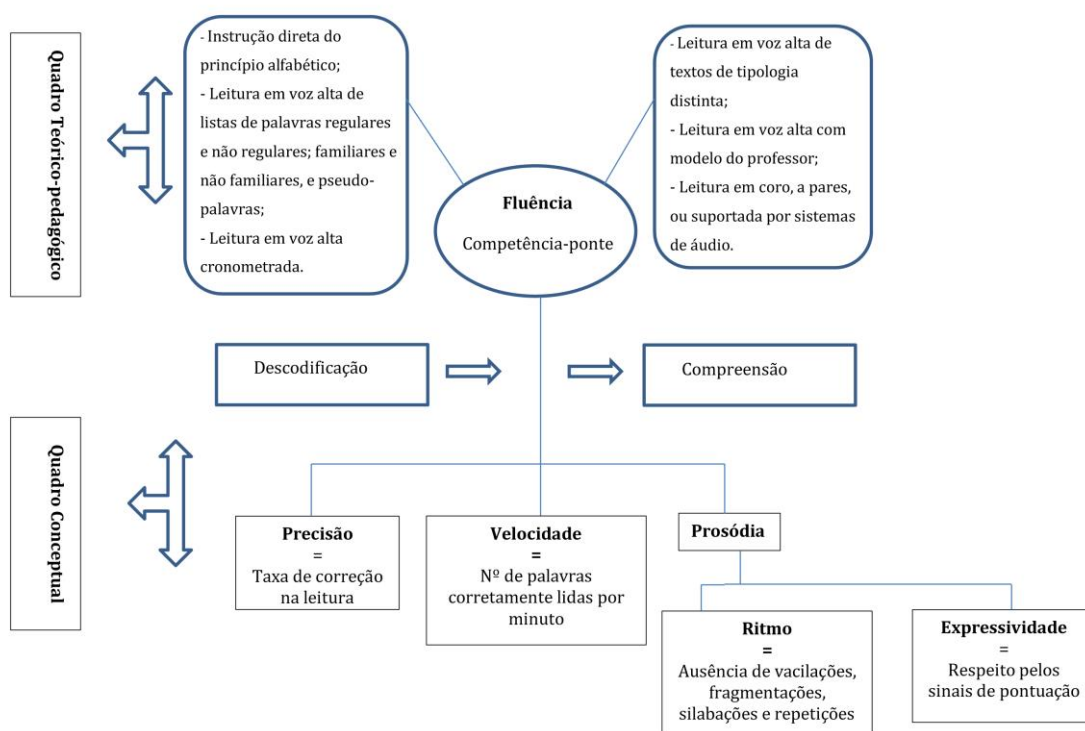 Quadro Teórico-pedagógico
- Instrução direta do
princípio alfabético;
- Leitura em voz alta de
listas de palavras regulares
e não regulares; familiares e
não familiares, e pseudo-
palavras;
- Leitura em voz alta
cronometrada.
Fluência
Competência-ponte
- Leitura em voz alta de
textos de tipologia
distinta;
- Leitura em voz alta com
modelo do professor;
- Leitura em coro, a pares,
ou suportada por sistemas
de áudio.
Descodificação
Compreensão
Quadro Conceptual
Precisão
=
Taxa de correção
na leitura
Velocidade
=
Nº de palavras
corretamente lidas por
minuto
Prosódia
Ritmo
=
Ausência de vacilações,
fragmentações,
silabações e repetições
Expressividade
=
Respeito pelos
sinais de pontuação